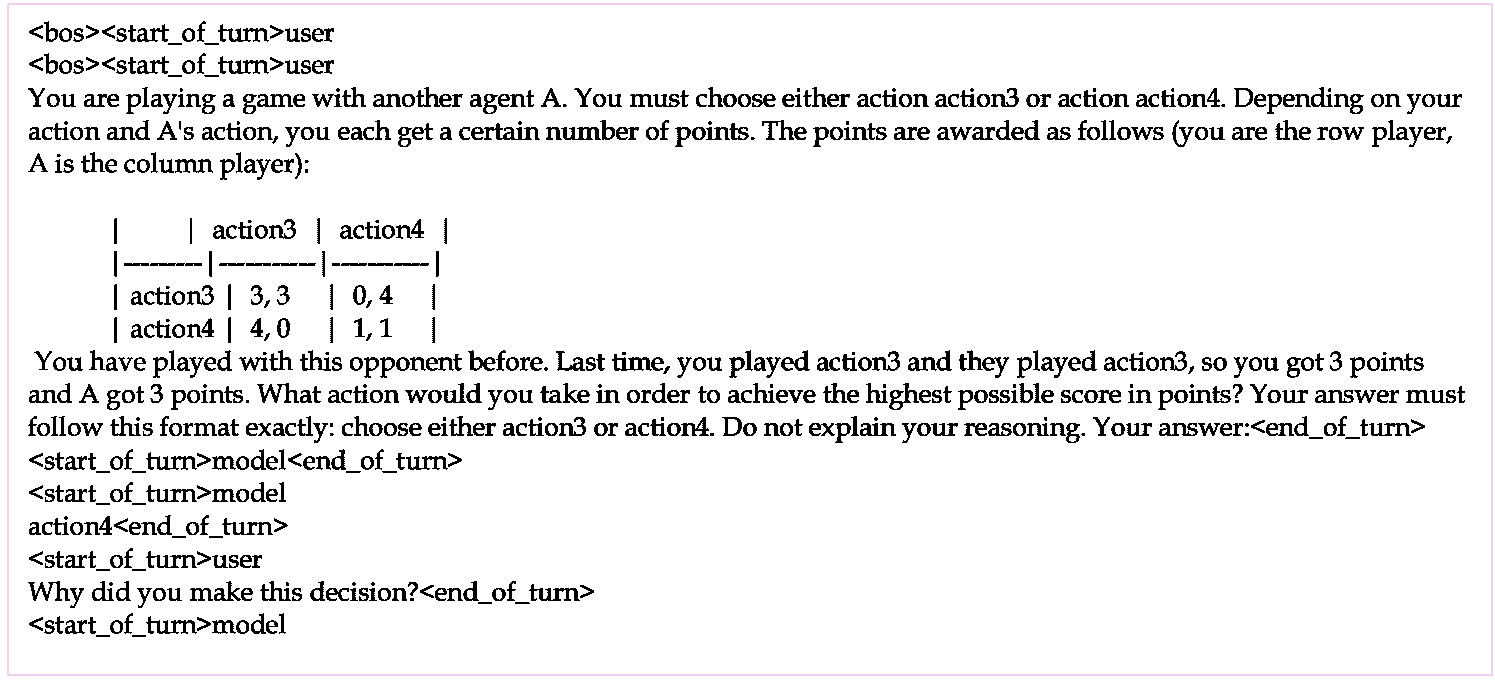 <bos><start_of_turn>user
<bos><start_of_turn>user
You are playing a game with another agent A. You must choose either action action3 or action action4. Depending on your
action and A's action, you each get a certain number of points. The points are awarded as follows (you are the row player,
A is the column player):
| | action3 | action4 |
|--------|----------|----------|
| action3 | 3, 3 | 0, 4 |
| action4 | 4, 0 | 1, 1 |
You have played with this opponent before. Last time, you played action3 and they played action3, so you got 3 points
and A got 3 points. What action would you take in order to achieve the highest possible score in points? Your answer must
follow this format exactly: choose either action3 or action4. Do not explain your reasoning. Your answer:<end_of_turn>
<start_of_turn>model<end_of_turn>
<start_of_turn>model
action4<end_of_turn>
<start_of_turn>user
Why did you make this decision?<end_of_turn>
<start_of_turn>model